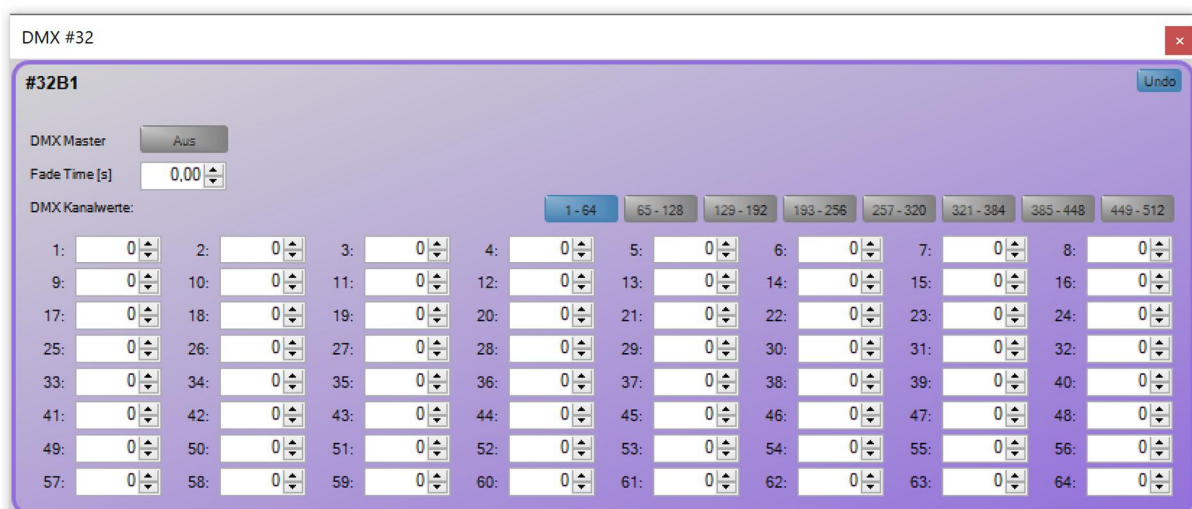 DMX #32
×
#32B1 Undo
DMX Master Aus
Fade Time [s] 0,00
DMX Kanalwerte: 1 - 64 65 - 128 129 - 192 193 - 256 257 - 320 321 - 384 385 - 448 449 - 512
1: 0 2: 0 3: 0 4: 0 5: 0 6: 0 7: 0 8: 0
9: 0 10: 0 11: 0 12: 0 13: 0 14: 0 15: 0 16: 0
17: 0 18: 0 19: 0 20: 0 21: 0 22: 0 23: 0 24: 0
25: 0 26: 0 27: 0 28: 0 29: 0 30: 0 31: 0 32: 0
33: 0 34: 0 35: 0 36: 0 37: 0 38: 0 39: 0 40: 0
41: 0 42: 0 43: 0 44: 0 45: 0 46: 0 47: 0 48: 0
49: 0 50: 0 51: 0 52: 0 53: 0 54: 0 55: 0 56: 0
57: 0 58: 0 59: 0 60: 0 61: 0 62: 0 63: 0 64: 0